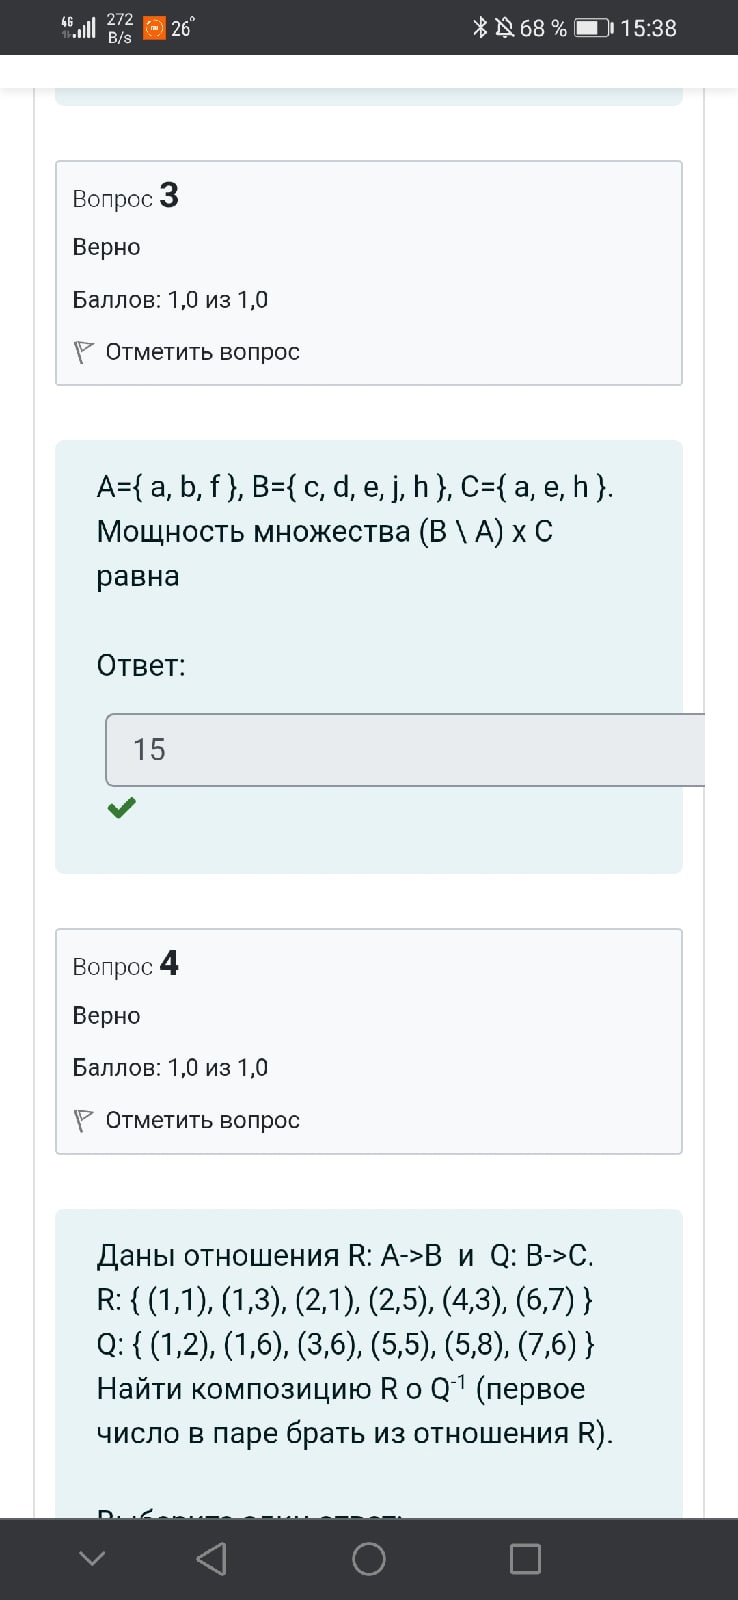 4G 272 B/s 26° 68 % 15:38
Вопрос 3
Верно
Баллов: 1,0 из 1,0
Отметить вопрос
A={ a, b, f }, B={ c, d, e, j, h }, C={ a, e, h }.
Мощность множества (B \ A) x C
равна
Ответ:
15
Вопрос 4
Верно
Баллов: 1,0 из 1,0
Отметить вопрос
Даны отношения R: A->B и Q: B->C.
R: { (1,1), (1,3), (2,1), (2,5), (4,3), (6,7) }
Q: { (1,2), (1,6), (3,6), (5,5), (5,8), (7,6) }
Найти композицию R o Q⁻¹ (первое
число в паре брать из отношения R).